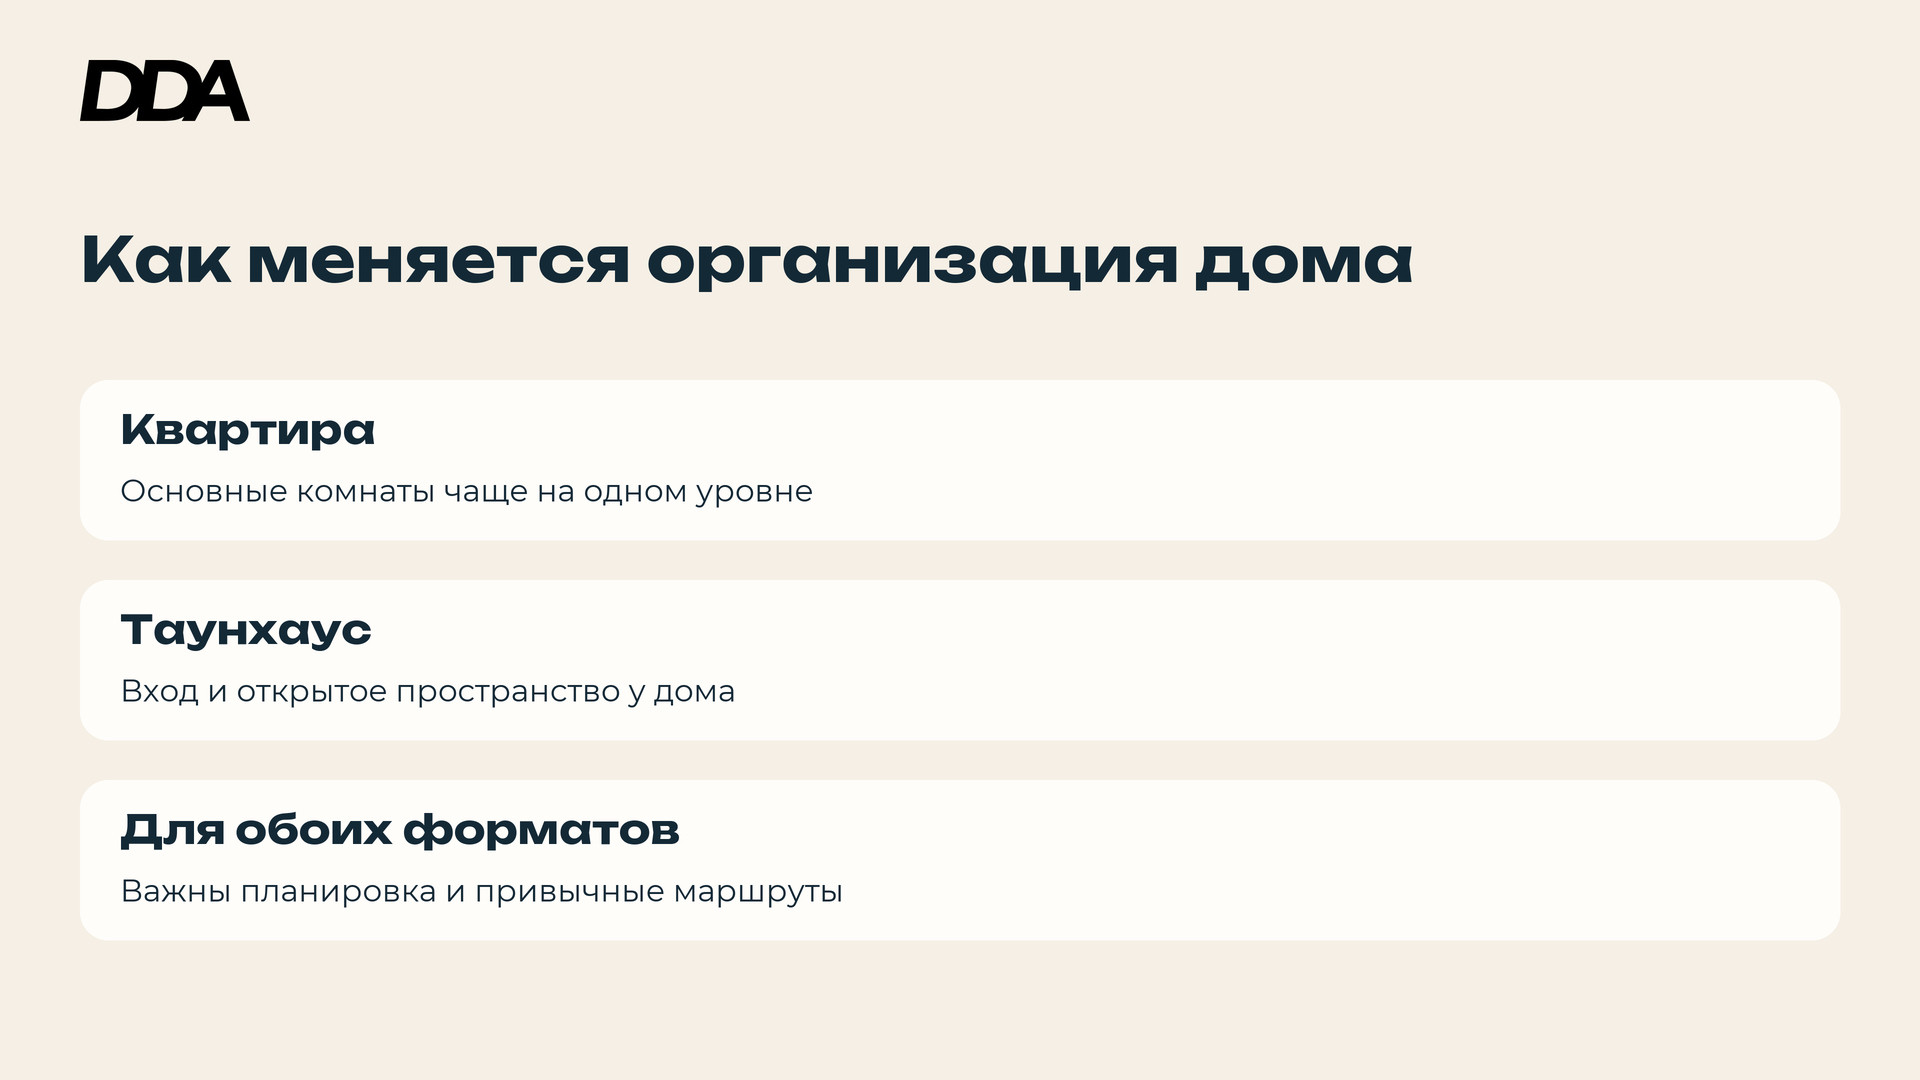 DDA
Как меняется организация дома
Квартира
Основные комнаты чаще на одном уровне
Таунхаус
Вход и открытое пространство у дома
Для обоих форматов
Важны планировка и привычные маршруты